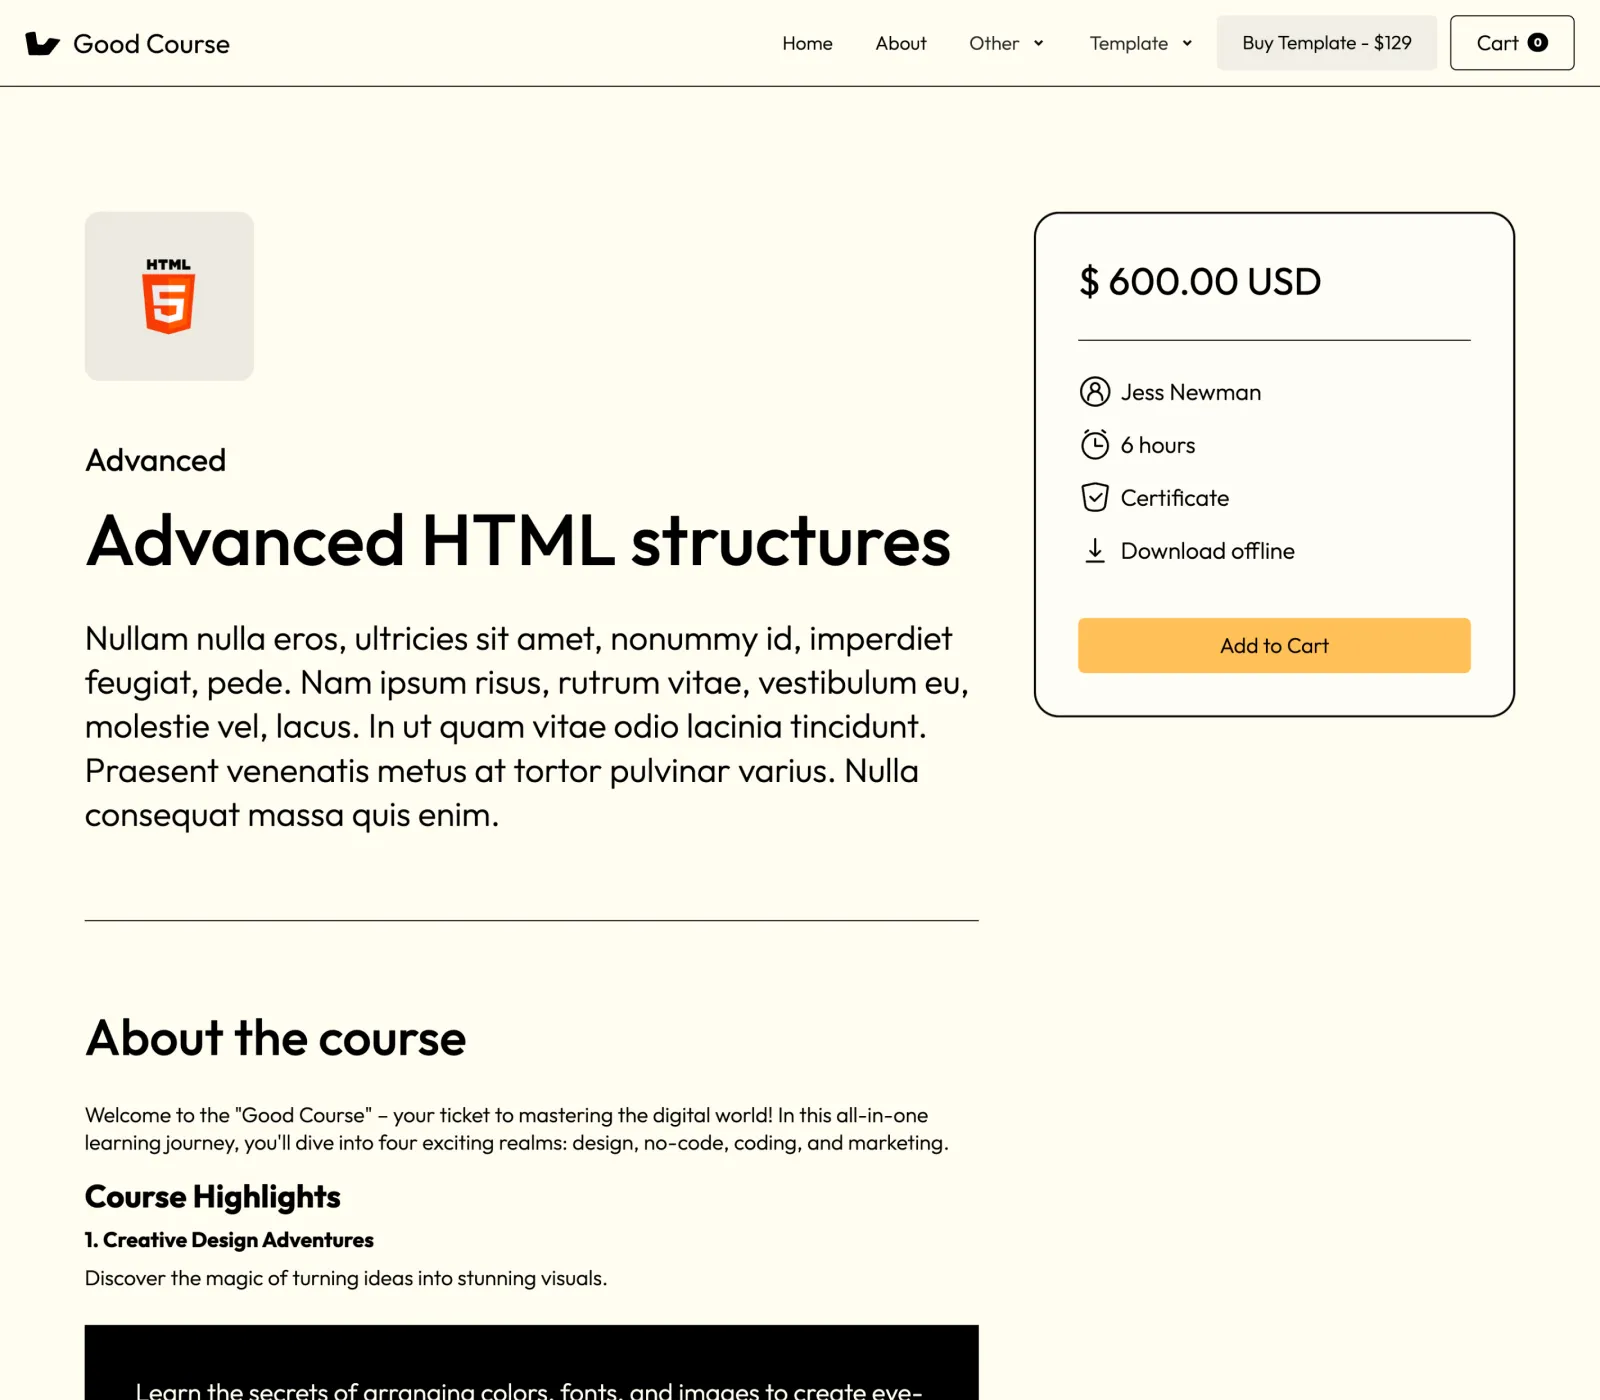 Good Course
Home
About
Other
Template
Buy Template - $129
Cart 0
HTML
5
Advanced
Advanced HTML structures
Nullam nulla eros, ultricies sit amet, nonummy id, imperdiet
feugiat, pede. Nam ipsum risus, rutrum vitae, vestibulum eu,
molestie vel, lacus. In ut quam vitae odio lacinia tincidunt.
Praesent venenatis metus at tortor pulvinar varius. Nulla
consequat massa quis enim.
$ 600.00 USD
Jess Newman
6 hours
Certificate
Download offline
Add to Cart
About the course
Welcome to the "Good Course" – your ticket to mastering the digital world! In this all-in-one
learning journey, you'll dive into four exciting realms: design, no-code, coding, and marketing.
Course Highlights
1. Creative Design Adventures
Discover the magic of turning ideas into stunning visuals.
Learn the secrets of arranging colors, fonts, and images to create eye-